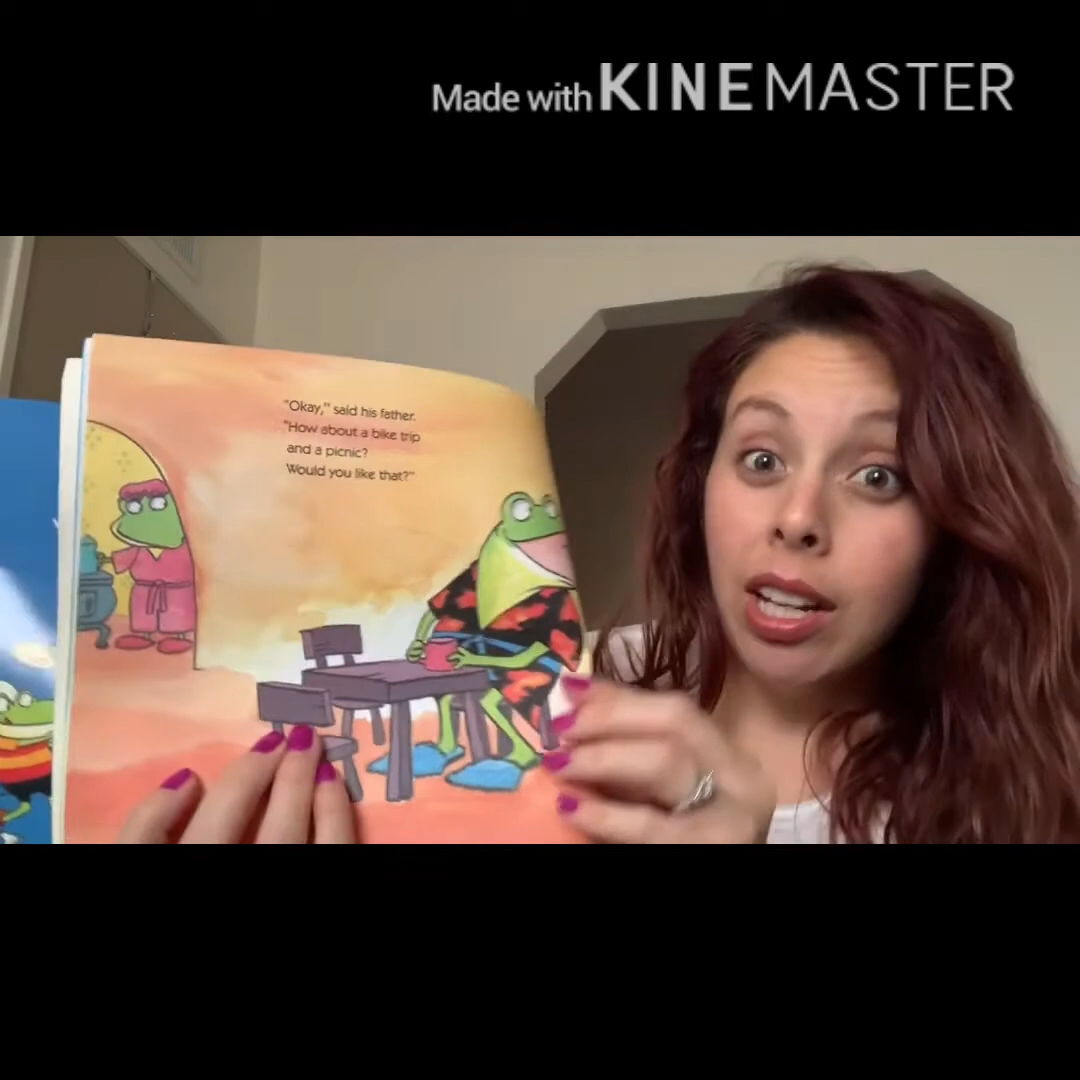 Made with KINEMASTER
"Okay," said his father.
"How about a bike trip
and a picnic?
Would you like that?"